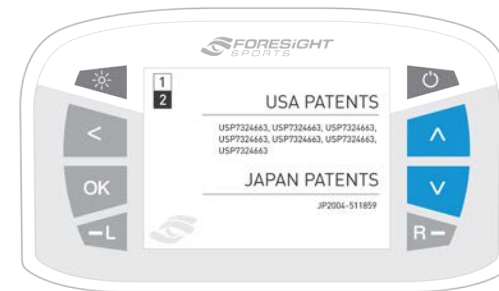 FORESiGHT
SPORTS
1
2
USA PATENTS
USP7324663, USP7324663, USP7324663,
USP7324663, USP7324663, USP7324663,
USP7324663
JAPAN PATENTS
JP2004-511859
<
OK
L
R